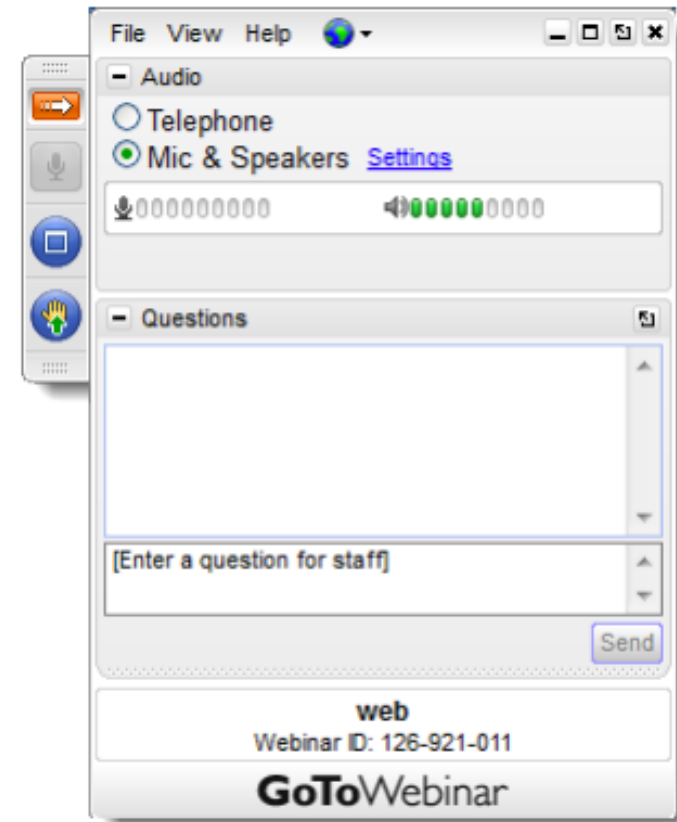 File View Help
Audio
Telephone
Mic & Speakers Settings
Questions
[Enter a question for staff]
Send
web
Webinar ID: 126-921-011
GoToWebinar